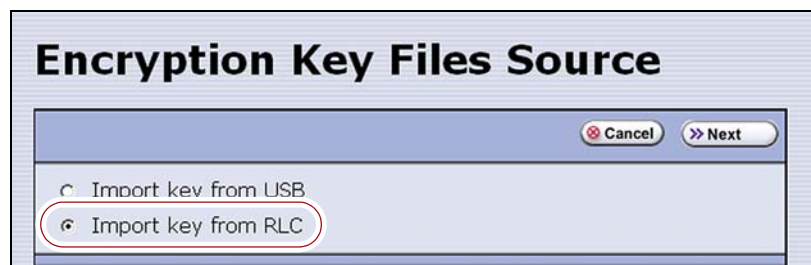 Encryption Key Files Source
Cancel Next
Import key from USB
Import key from RLC